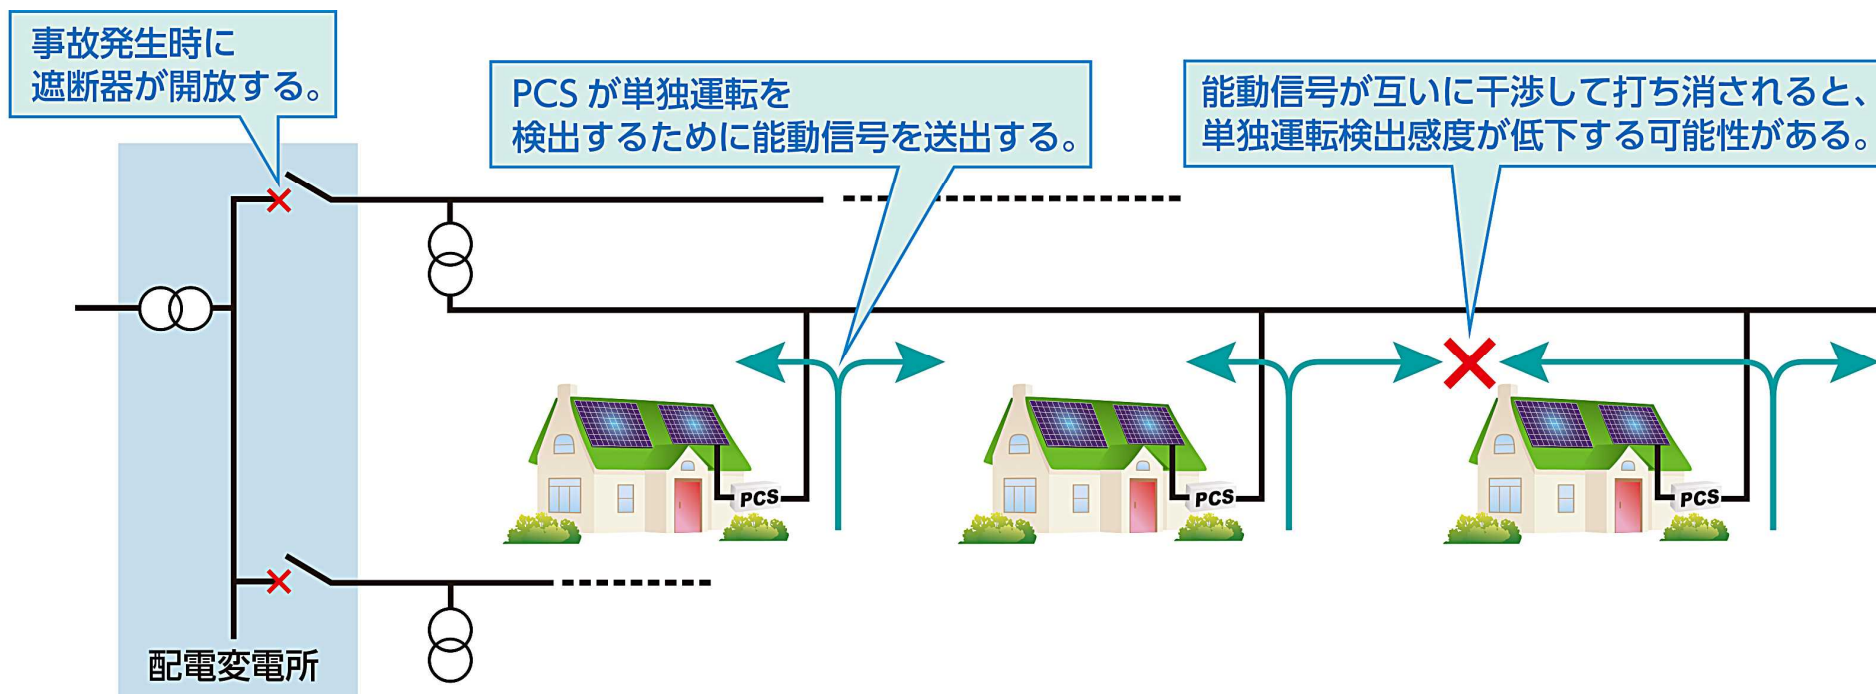 事故発生時に
遮断器が開放する。
PCS が単独運転を
検出するために能動信号を送出する。
能動信号が互いに干渉して打ち消されると、
単独運転検出感度が低下する可能性がある。
PCS
PCS
PCS
配電変電所